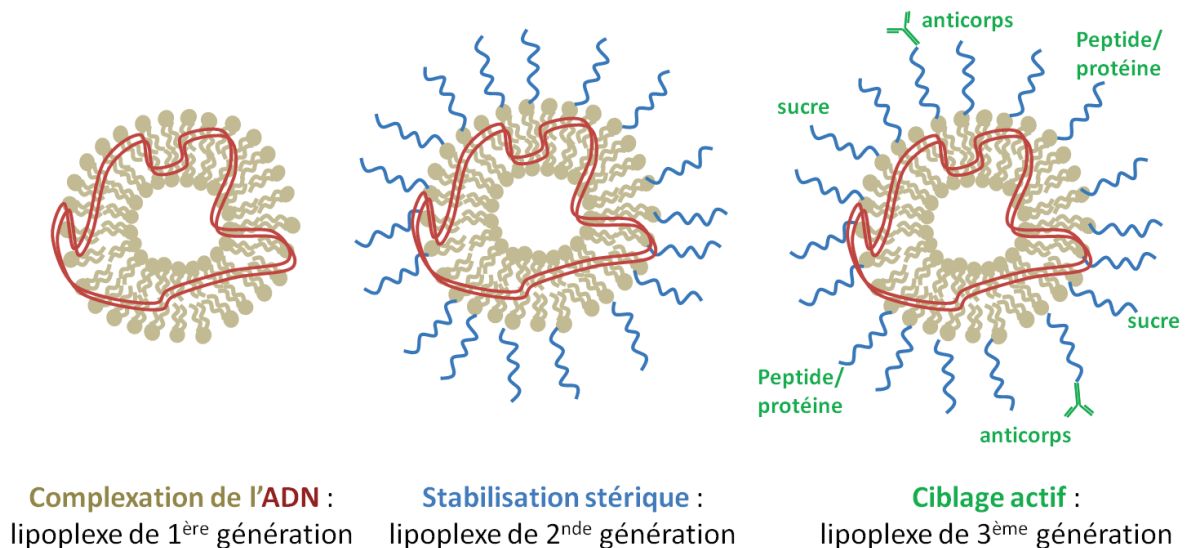 anticorps
Peptide/
protéine
sucre
sucre
Peptide/
protéine
anticorps
Complexation de l'ADN :
lipoplexe de 1ère génération
Stabilisation stérique :
lipoplexe de 2nde génération
Ciblage actif :
lipoplexe de 3ème génération